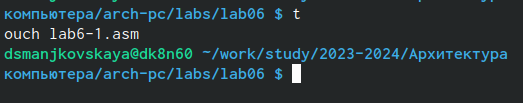 компьютера/arch-pc/labs/lab06 $ t
ouch lab6-1.asm
dsmanjkovskaya@dk8n60 ~/work/study/2023-2024/Архитектура
компьютера/arch-pc/labs/lab06 $